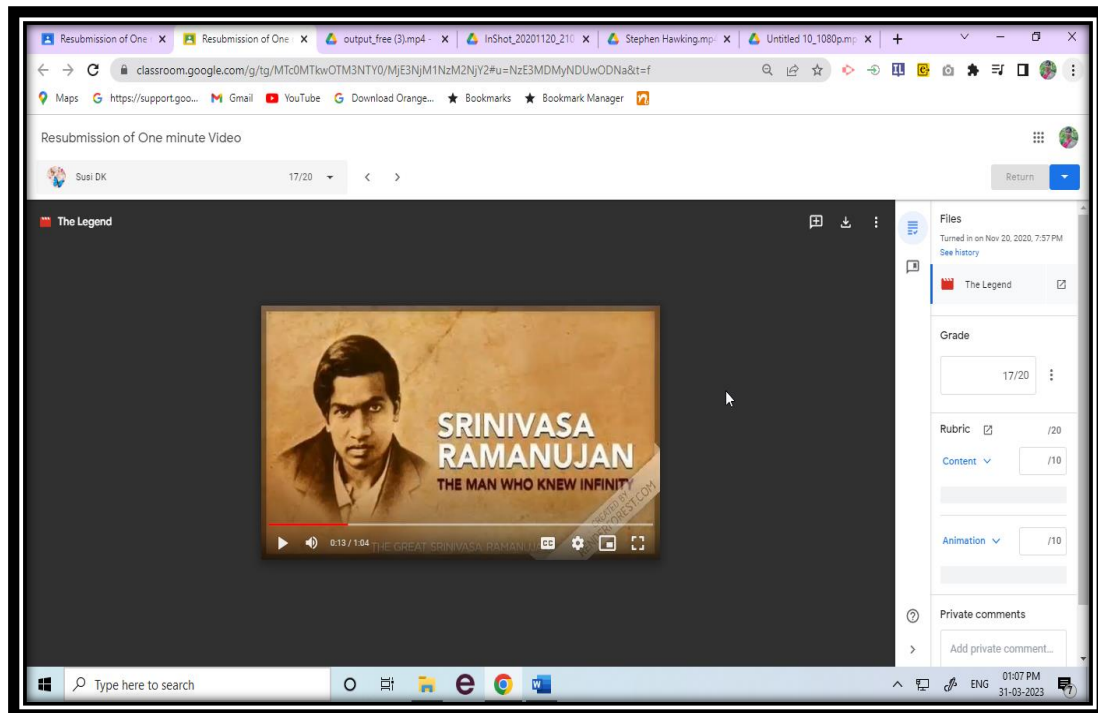 Resubmission of One
Resubmission of One
output_free (3).mp4 -
InShot_20201120_210
Stephen Hawking.mp4
Untitled 10_1080p.mp
classroom.google.com/g/tg/
Maps
https://support.goo...
Gmail
YouTube
Download Orange...
Bookmarks
Bookmark Manager
Resubmission of One minute Video
Susi DK
17/20
Return
The Legend
Files
Turned in on Nov 20, 2020, 7:57 PM
See history
The Legend
Grade
17/20
Rubric /20
Content /10
Animation /10
SRINIVASA
RAMANUJAN
THE MAN WHO KNEW INFINITY
CREATED BY
0:13 / 1:04
THE GREAT SRINIVASA
CC
Private comments
Add private comment...
Type here to search
ENG
01:07 PM
31-03-2023